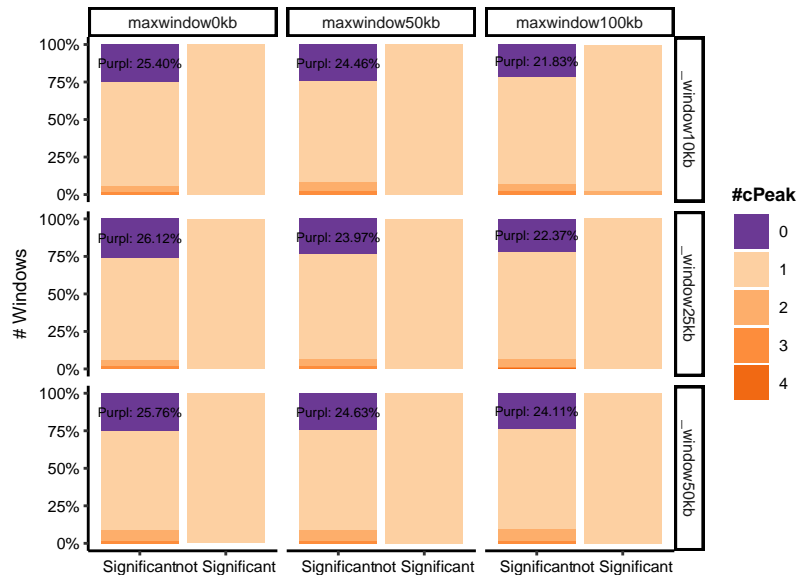 maxwindow0kb maxwindow50kb maxwindow100kb
100%
75%
50%
25%
0%
Purpl: 25.40% Purpl: 24.46% Purpl: 21.83%
_window10kb
100%
75%
50%
25%
0%
Purpl: 26.12% Purpl: 23.97% Purpl: 22.37%
_window25kb
100%
75%
50%
25%
0%
Purpl: 25.76% Purpl: 24.63% Purpl: 24.11%
_window50kb
# Windows
Significantnot Significant Significantnot Significant Significantnot Significant
#cPeak
0
1
2
3
4